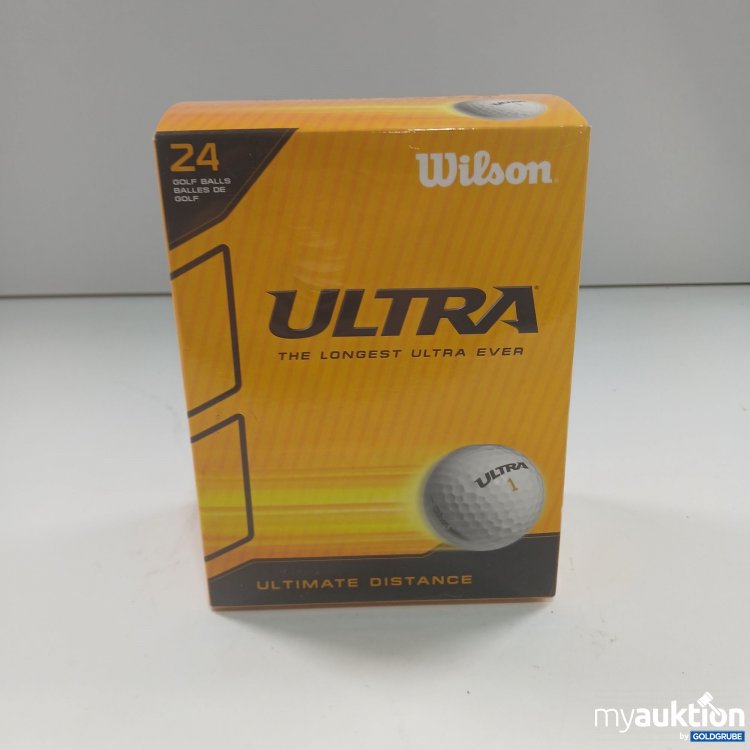 ULTRA
24
GOLF BALLS
BALLES DE
GOLF
Wilson
ULTRA
THE LONGEST ULTRA EVER
ULTRA
1
ULTIMATE DISTANCE
myauktion
by GOLDGRUBE